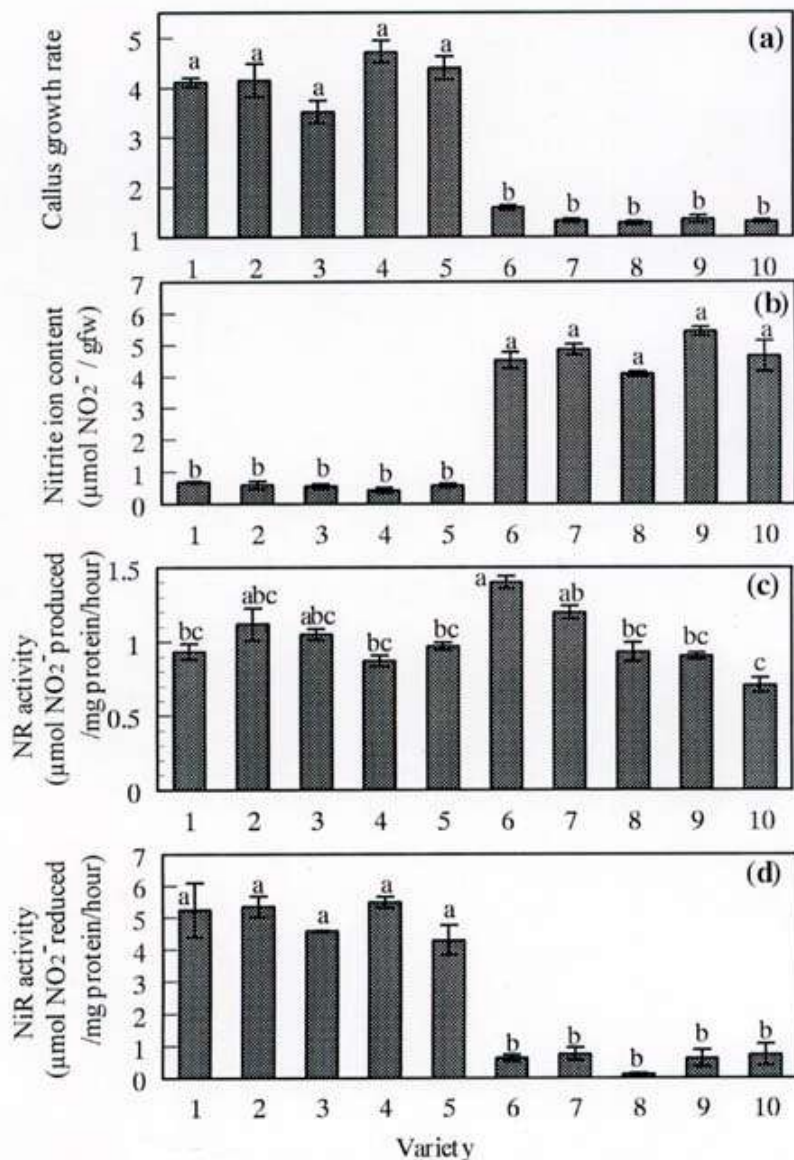 (a)
Callus growth rate
5
4
3
2
1
a a a a a b b b b b
1 2 3 4 5 6 7 8 9 10
(b)
Nitrite ion content
(µmol NO₂⁻ / gfw)
7
6
5
4
3
2
1
0
b b b b b a a a a a
1 2 3 4 5 6 7 8 9 10
(c)
NR activity
(µmol NO₂⁻ produced
/mg protein/hour)
1.5
1
0.5
0
bc abc abc bc bc a ab bc bc c
1 2 3 4 5 6 7 8 9 10
(d)
NiR activity
(µmol NO₂⁻ reduced
/mg protein/hour)
7
6
5
4
3
2
1
0
a a a a a b b b b b
1 2 3 4 5 6 7 8 9 10
Variety